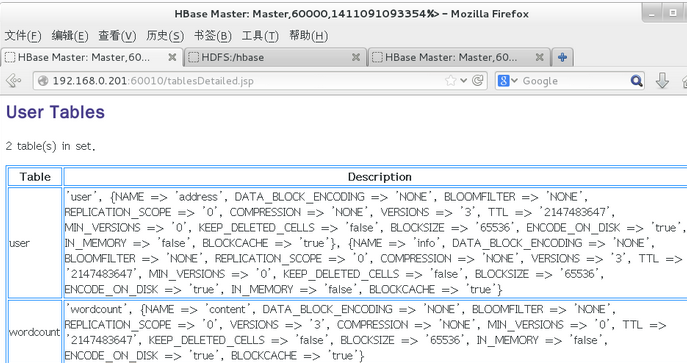 HBase Master: Master,60000,1411091093354%> - Mozilla Firefox
文件(F) 编辑(E) 查看(V) 历史(S) 书签(B) 工具(T) 帮助(H)
HBase Master: Master,60... HDFS:/hbase HBase Master: Master,60...
192.168.0.201:60010/tablesDetailed.jsp Google
User Tables
2 table(s) in set.
Table Description
'user', {NAME => 'address', DATA_BLOCK_ENCODING => 'NONE', BLOOMFILTER => 'NONE',
REPLICATION_SCOPE => '0', COMPRESSION => 'NONE', VERSIONS => '3', TTL => '2147483647',
MIN_VERSIONS => '0', KEEP_DELETED_CELLS => 'false', BLOCKSIZE => '65536', ENCODE_ON_DISK => 'true',
user IN_MEMORY => 'false', BLOCKCACHE => 'true'}, {NAME => 'info', DATA_BLOCK_ENCODING => 'NONE',
BLOOMFILTER => 'NONE', REPLICATION_SCOPE => '0', COMPRESSION => 'NONE', VERSIONS => '3', TTL =>
'2147483647', MIN_VERSIONS => '0', KEEP_DELETED_CELLS => 'false', BLOCKSIZE => '65536',
ENCODE_ON_DISK => 'true', IN_MEMORY => 'false', BLOCKCACHE => 'true'}
'wordcount', {NAME => 'content', DATA_BLOCK_ENCODING => 'NONE', BLOOMFILTER => 'NONE',
wordcount REPLICATION_SCOPE => '0', VERSIONS => '3', COMPRESSION => 'NONE', MIN_VERSIONS => '0', TTL =>
'2147483647', KEEP_DELETED_CELLS => 'false', BLOCKSIZE => '65536', IN_MEMORY => 'false',
ENCODE_ON_DISK => 'true', BLOCKCACHE => 'true'}